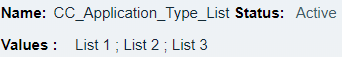 Name: CC_Application_Type_List Status: Active
Values : List 1 ; List 2 ; List 3